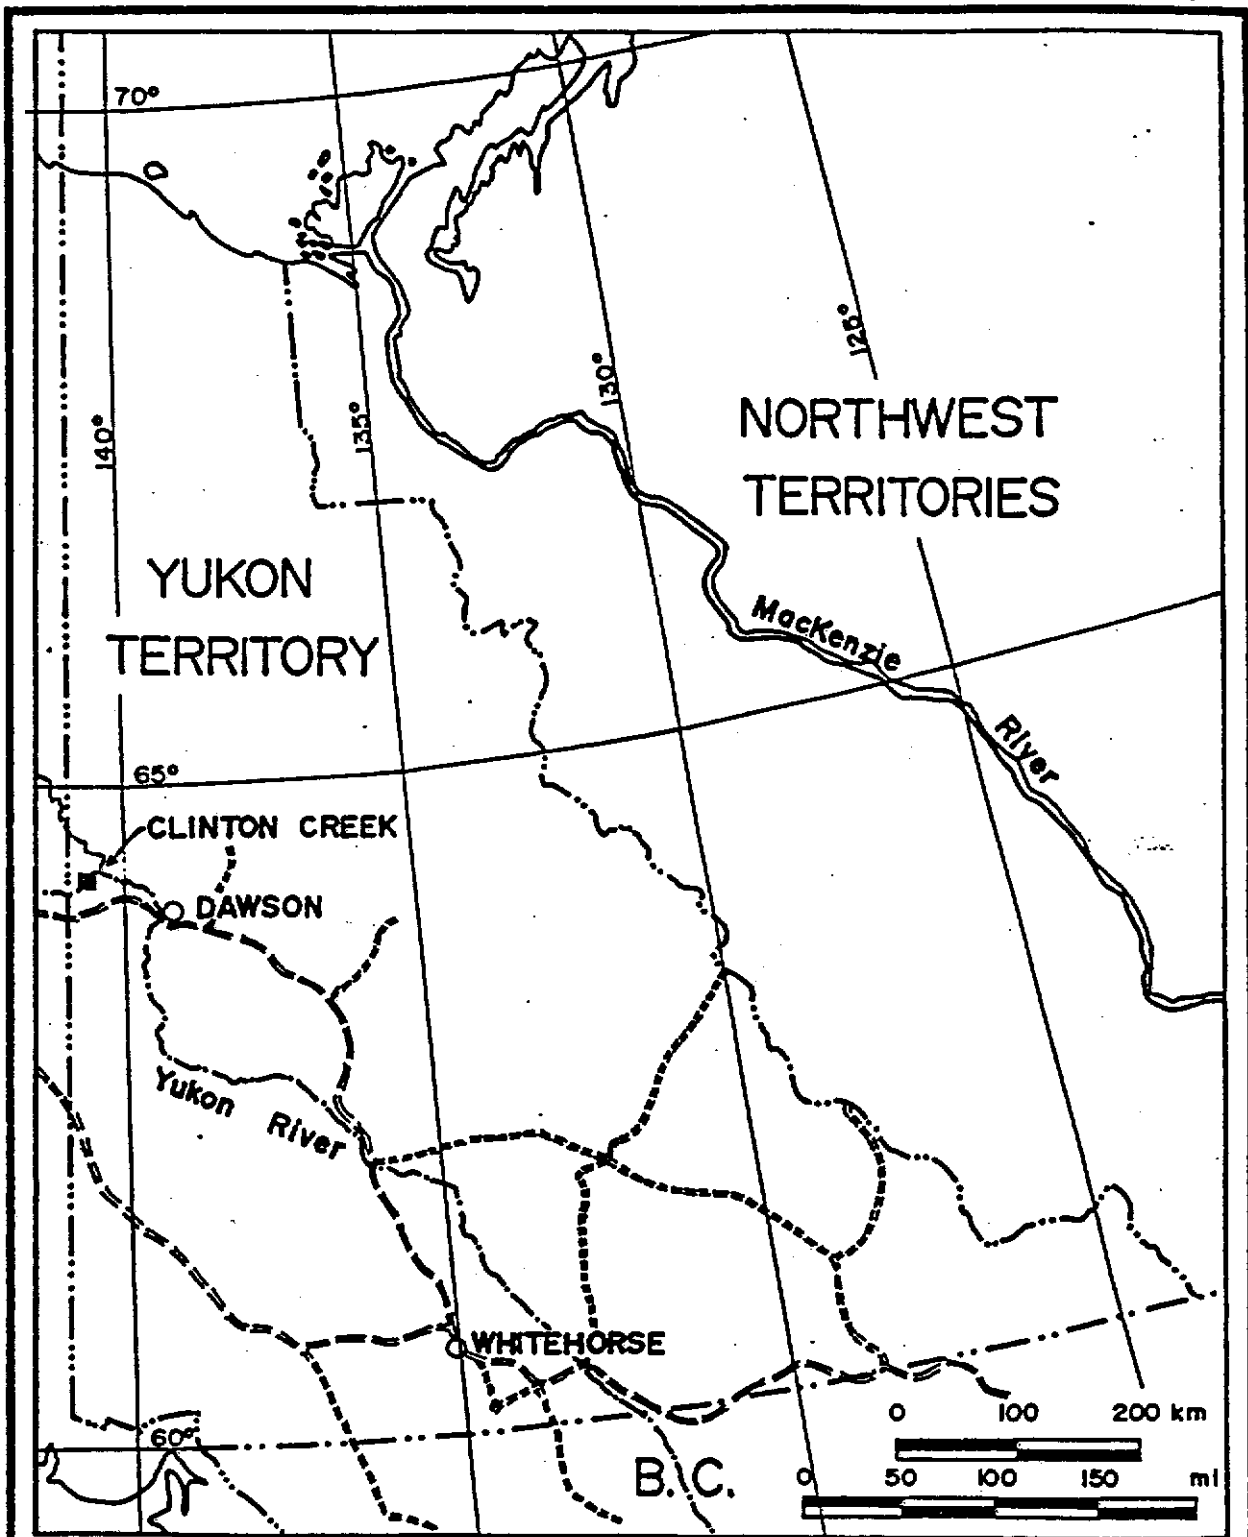 70°
125°
130°
135°
140°
NORTHWEST
TERRITORIES
YUKON
TERRITORY
MacKenzie
River
65°
CLINTON CREEK
DAWSON
Yukon
River
WHITEHORSE
60°
B.C.
0 100 200 km
0 50 100 150 mi